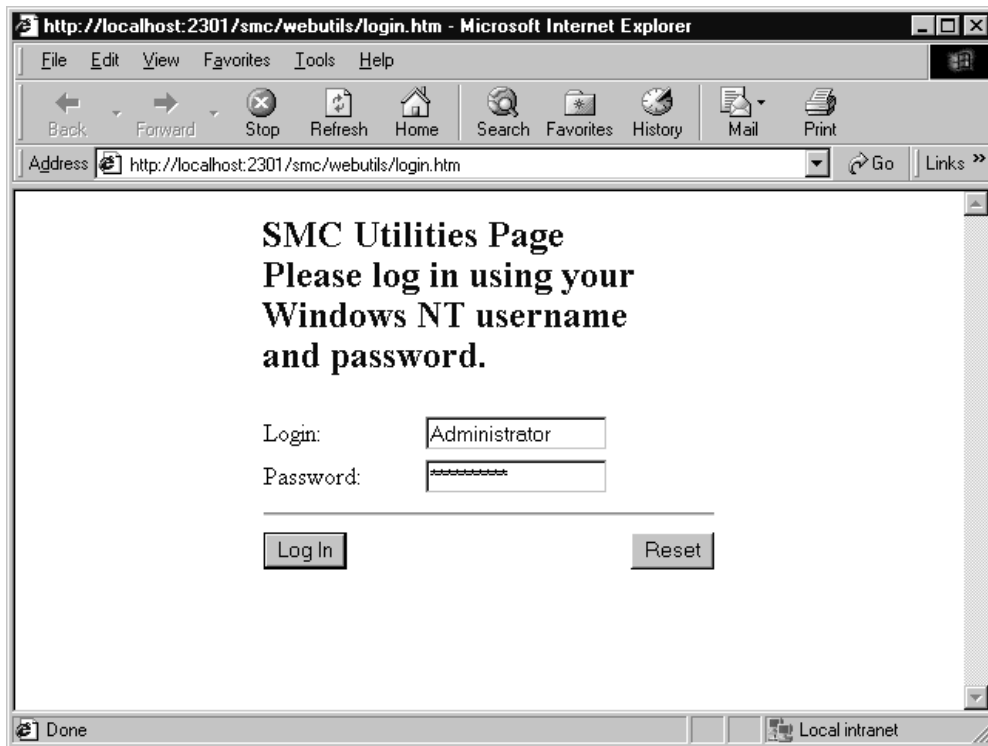 http://localhost:2301/smc/webutils/login.htm - Microsoft Internet Explorer
File Edit View Favorites Tools Help
Back Forward Stop Refresh Home Search Favorites History Mail Print
Address http://localhost:2301/smc/webutils/login.htm Go Links »
SMC Utilities Page
Please log in using your
Windows NT username
and password.
Login: Administrator
Password: **********
Log In Reset
Done Local intranet